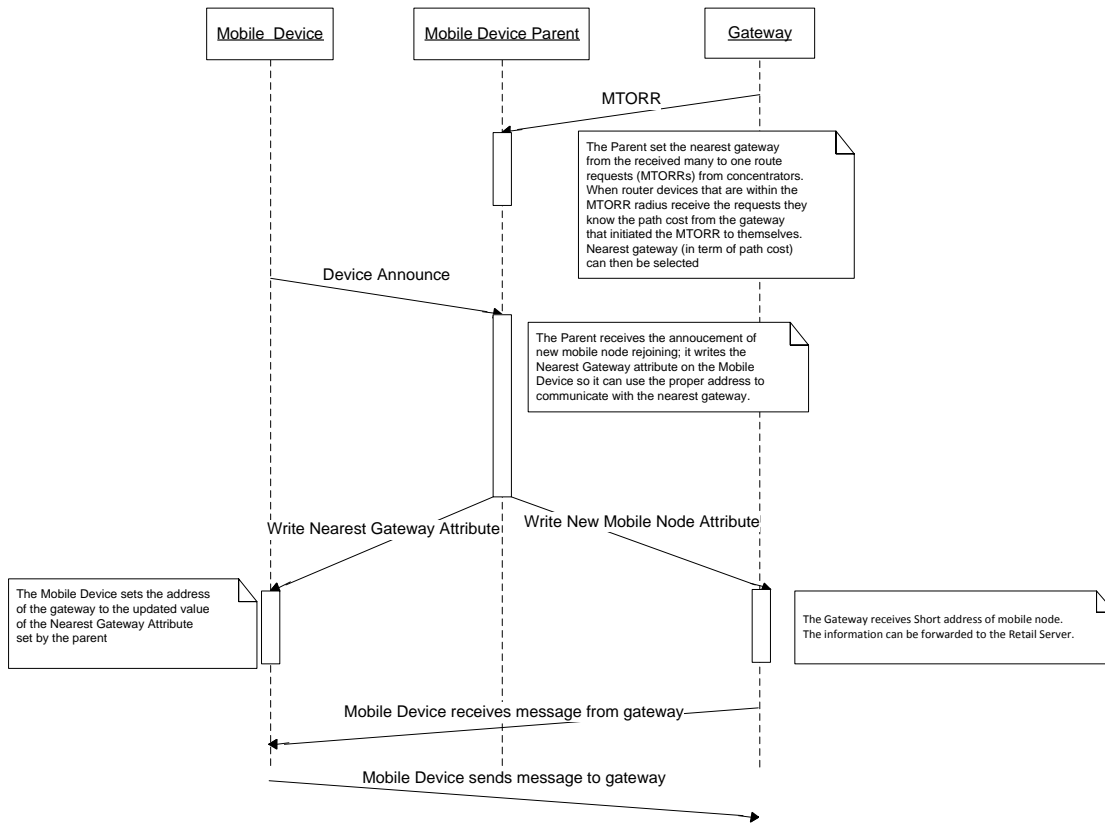 Mobile  Device
Mobile Device Parent
Gateway
MTORR
The Parent set the nearest gateway
from the received many to one route
requests (MTORRs) from concentrators.
When router devices that are within the
MTORR radius receive the requests they
know the path cost from the gateway
that initiated the MTORR to themselves.
Nearest gateway (in term of path cost)
can then be selected
Device Announce
The Parent receives the annoucement of
new mobile node rejoining; it writes the
Nearest Gateway attribute on the Mobile
Device so it can use the proper address to
communicate with the nearest gateway.
Write Nearest Gateway Attribute
Write New Mobile Node Attribute
The Mobile Device sets the address
of the gateway to the updated value
of the Nearest Gateway Attribute
set by the parent
The Gateway receives Short address of mobile node.
The information can be forwarded to the Retail Server.
Mobile Device receives message from gateway
Mobile Device sends message to gateway